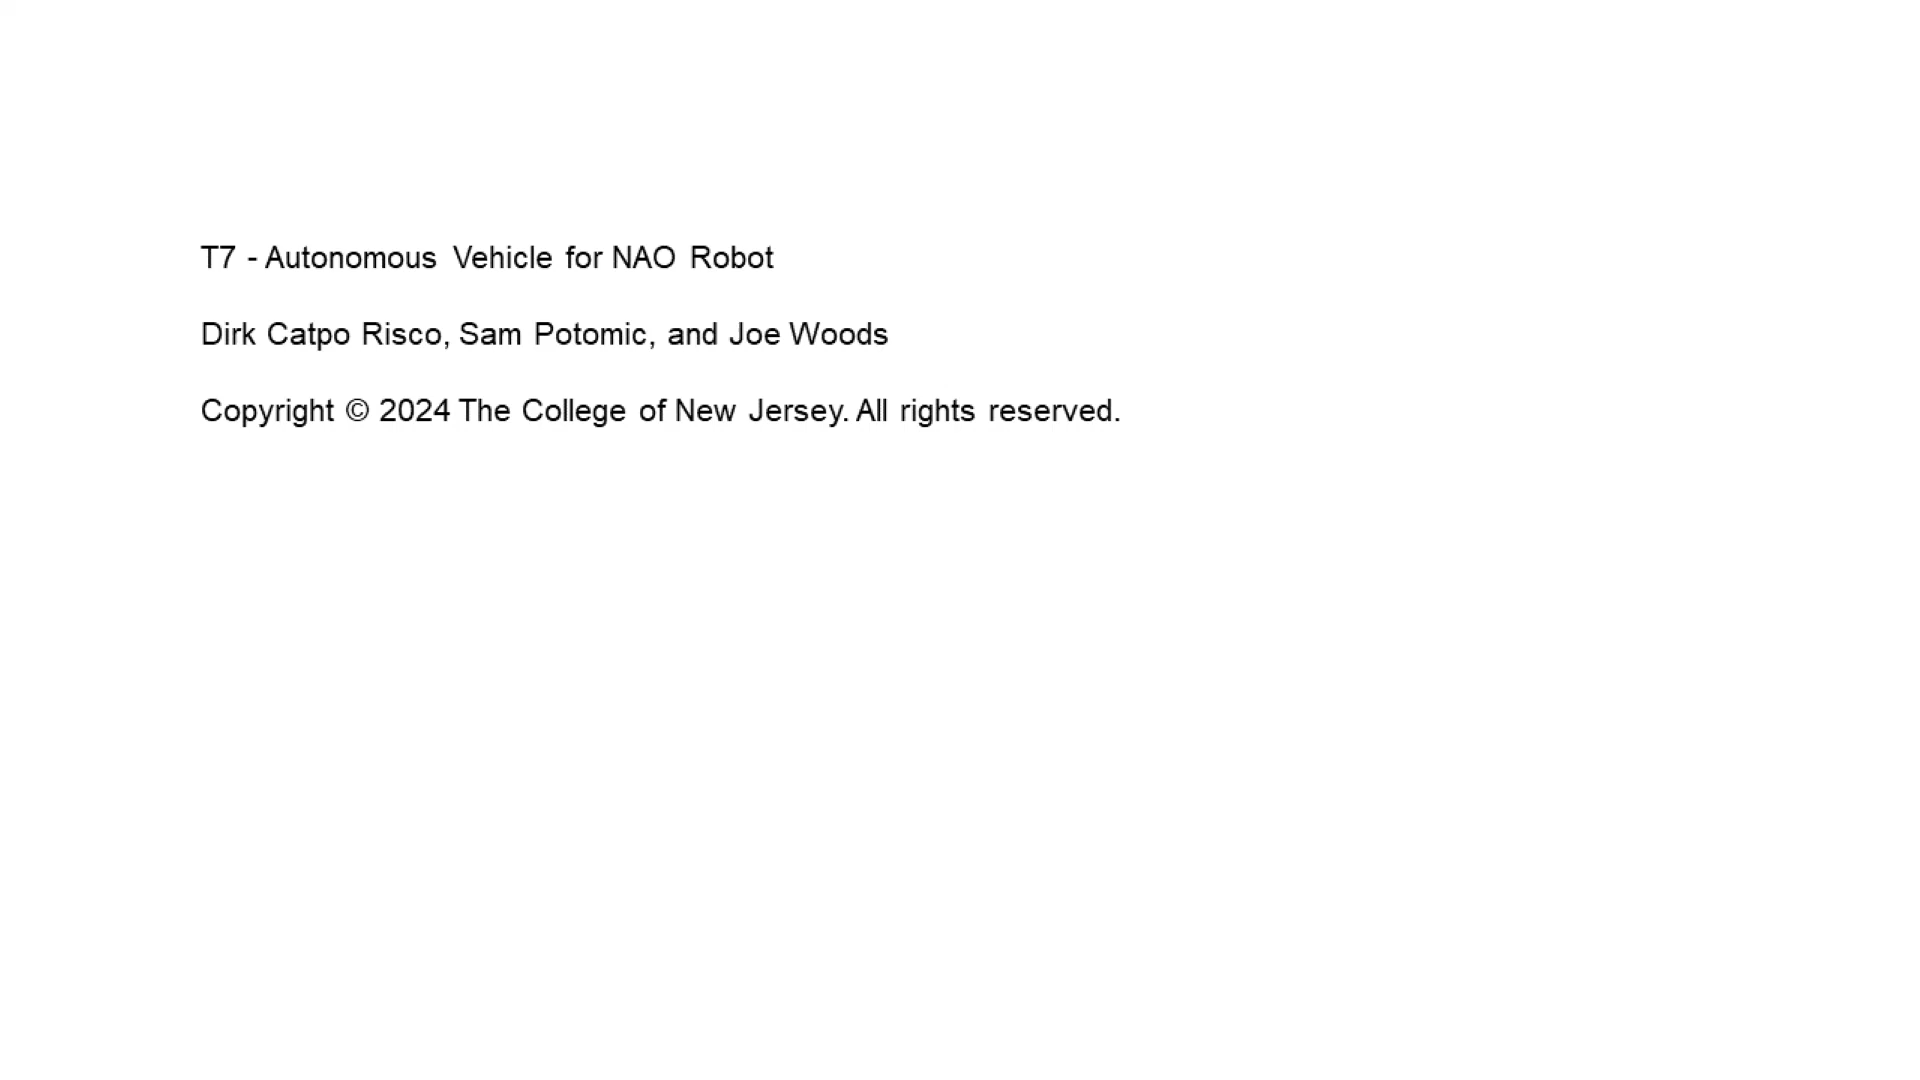 T7 - Autonomous Vehicle for NAO Robot
Dirk Catpo Risco, Sam Potomic, and Joe Woods
Copyright © 2024 The College of New Jersey. All rights reserved.